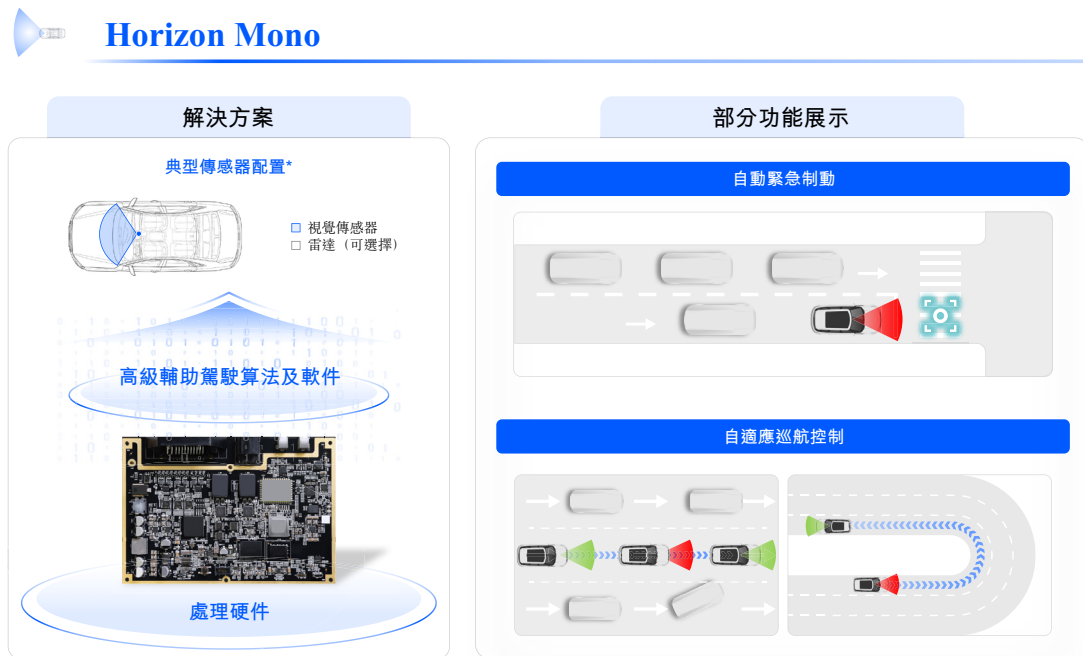 Horizon Mono
解決方案
典型傳感器配置*
視覺傳感器
雷達（可選擇）
高級輔助駕駛算法及軟件
處理硬件
部分功能展示
自動緊急制動
自適應巡航控制